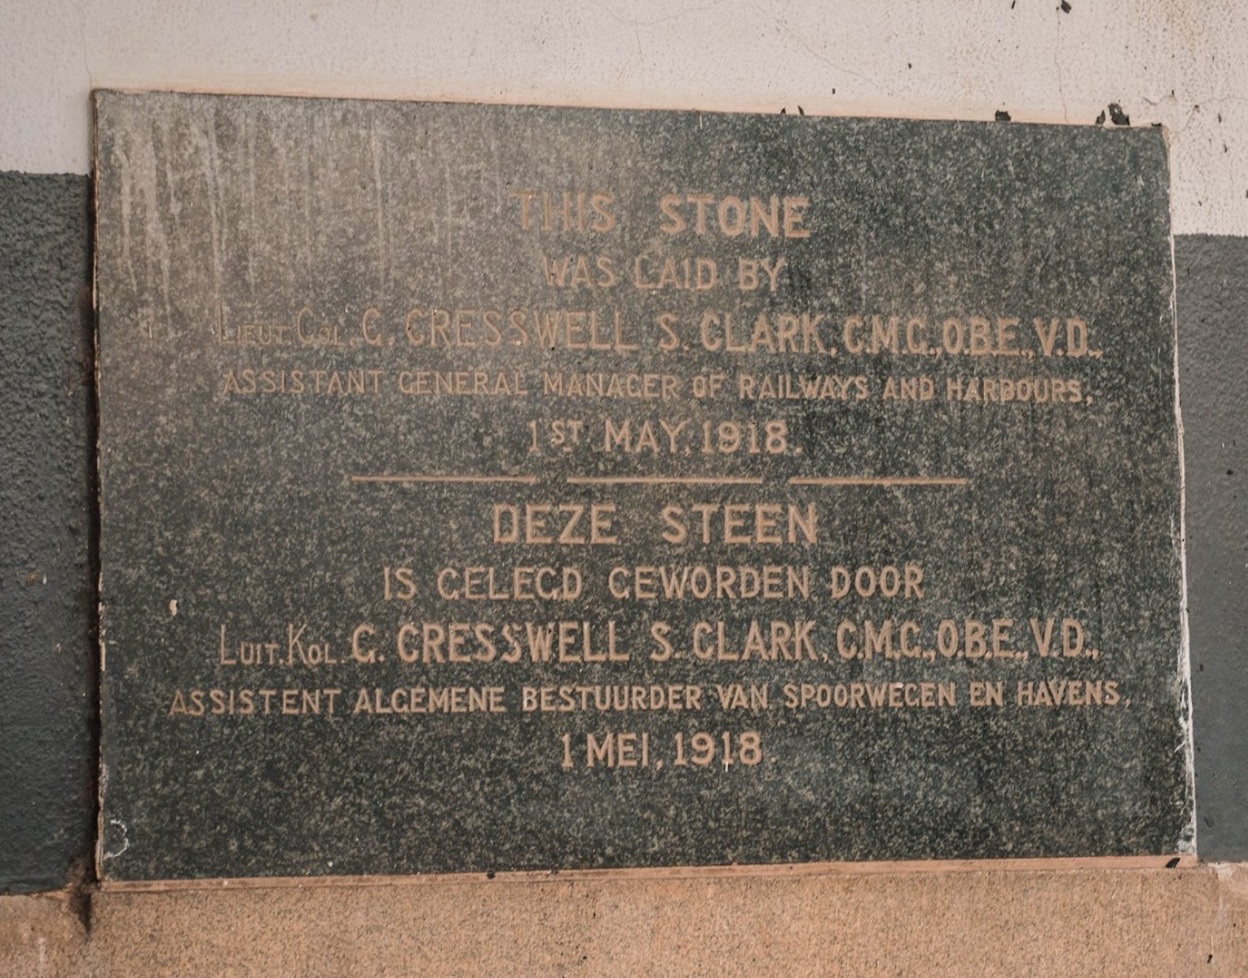 THIS STONE
WAS LAID BY
LIEUT. COL. G. CRESSWELL S. CLARK, C.M.G., O.B.E., V.D.,
ASSISTANT GENERAL MANAGER OF RAILWAYS AND HARBOURS,
1ST MAY, 1918.
DEZE STEEN
IS GELEGD GEWORDEN DOOR
LUIT. KOL. G. CRESSWELL S. CLARK, C.M.G., O.B.E., V.D.,
ASSISTENT ALGEMENE BESTUURDER VAN SPOORWEGEN EN HAVENS,
1 MEI, 1918.